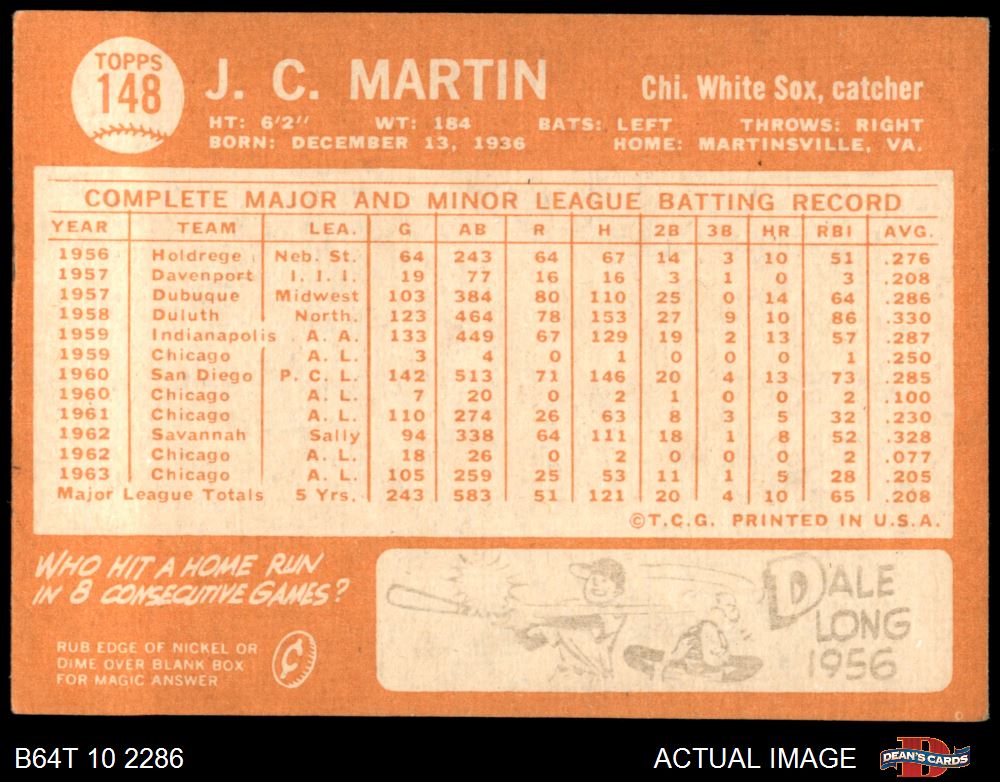 TOPPS
148
J. C. MARTIN
Chi. White Sox, catcher
HT: 6'2" WT: 184 BATS: LEFT THROWS: RIGHT
BORN: DECEMBER 13, 1936 HOME: MARTINSVILLE, VA.
COMPLETE MAJOR AND MINOR LEAGUE BATTING RECORD
YEAR TEAM LEA. G AB R H 2B 3B HR RBI AVG.
1956 Holdrege Neb. St. 64 243 64 67 14 3 10 51 .276
1957 Davenport I. I. I. 19 77 16 16 3 1 0 3 .208
1957 Dubuque Midwest 103 384 80 110 25 0 14 64 .286
1958 Duluth North. 123 464 78 153 27 9 10 86 .330
1959 Indianapolis A. A. 133 449 67 129 19 2 13 57 .287
1959 Chicago A. L. 3 4 0 1 0 0 0 1 .250
1960 San Diego P. C. L. 142 513 71 146 20 4 13 73 .285
1960 Chicago A. L. 7 20 0 2 1 0 0 2 .100
1961 Chicago A. L. 110 274 26 63 8 3 5 32 .230
1962 Savannah Sally 94 338 64 111 18 1 8 52 .328
1962 Chicago A. L. 18 26 0 2 0 0 0 2 .077
1963 Chicago A. L. 105 259 25 53 11 1 5 28 .205
Major League Totals 5 Yrs. 243 583 51 121 20 4 10 65 .208
©T.C.G. PRINTED IN U.S.A.
WHO HIT A HOME RUN
IN 8 CONSECUTIVE GAMES?
RUB EDGE OF NICKEL OR
DIME OVER BLANK BOX
FOR MAGIC ANSWER
¢
DALE
LONG
1956
B64T 10 2286
ACTUAL IMAGE
DEAN'S CARDS